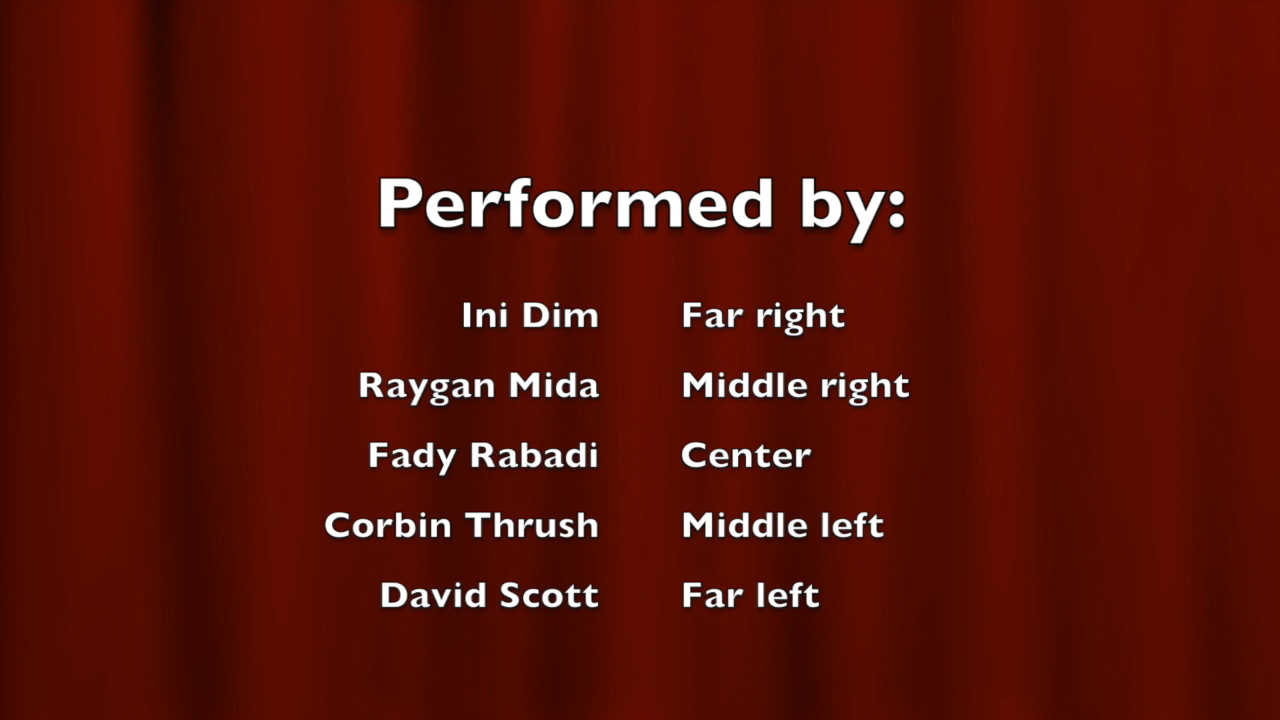 Performed by:
Ini Dim Far right
Raygan Mida Middle right
Fady Rabadi Center
Corbin Thrush Middle left
David Scott Far left